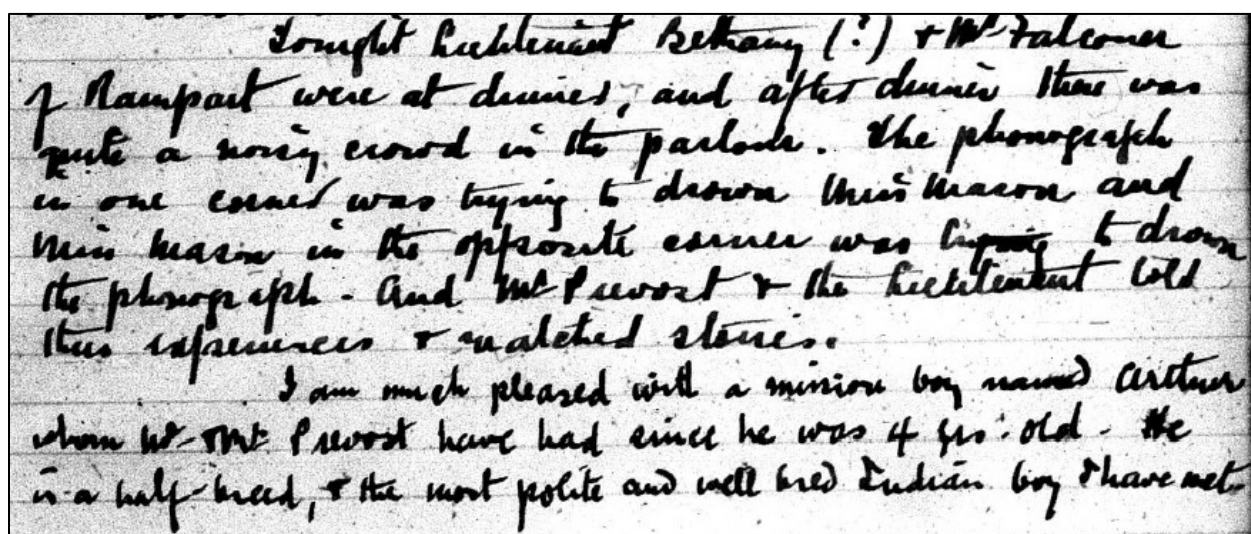 Tonight Lieutenant Bethany (?) & Mr Falconer
of Rampart were at dinner, and after dinner there was
quite a noisy crowd in the parlour. The phonograph
in one corner was trying to drown Miss Mason and
Miss Mason in the opposite corner was trying to drown
the phonograph - And Mr Prevost & the Lieutenant told
their experiences & matched stories.
I am much pleased with a mission boy named Arthur
whom Mr & Mrs Prevost have had since he was 4 yrs. old - He
is a half-breed, & the most polite and well bred Indian boy I have met.